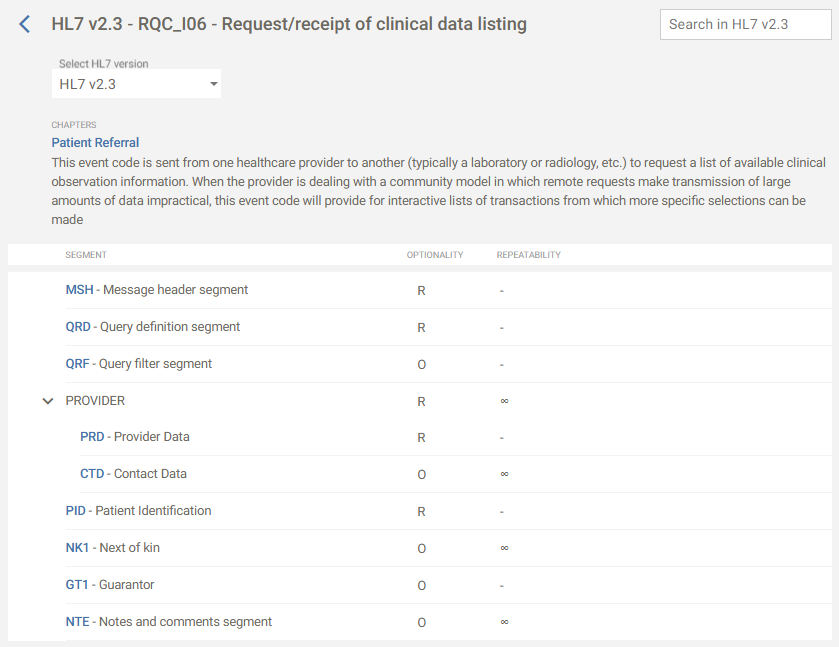 HL7 v2.3 - RQC_I06 - Request/receipt of clinical data listing
Search in HL7 v2.3
Select HL7 version
HL7 v2.3
CHAPTERS
Patient Referral
This event code is sent from one healthcare provider to another (typically a laboratory or radiology, etc.) to request a list of available clinical
observation information. When the provider is dealing with a community model in which remote requests make transmission of large
amounts of data impractical, this event code will provide for interactive lists of transactions from which more specific selections can be
made
SEGMENT OPTIONALITY REPEATABILITY
MSH - Message header segment R -
QRD - Query definition segment R -
QRF - Query filter segment O -
PROVIDER R ∞
PRD - Provider Data R -
CTD - Contact Data O ∞
PID - Patient Identification R -
NK1 - Next of kin O ∞
GT1 - Guarantor O -
NTE - Notes and comments segment O ∞